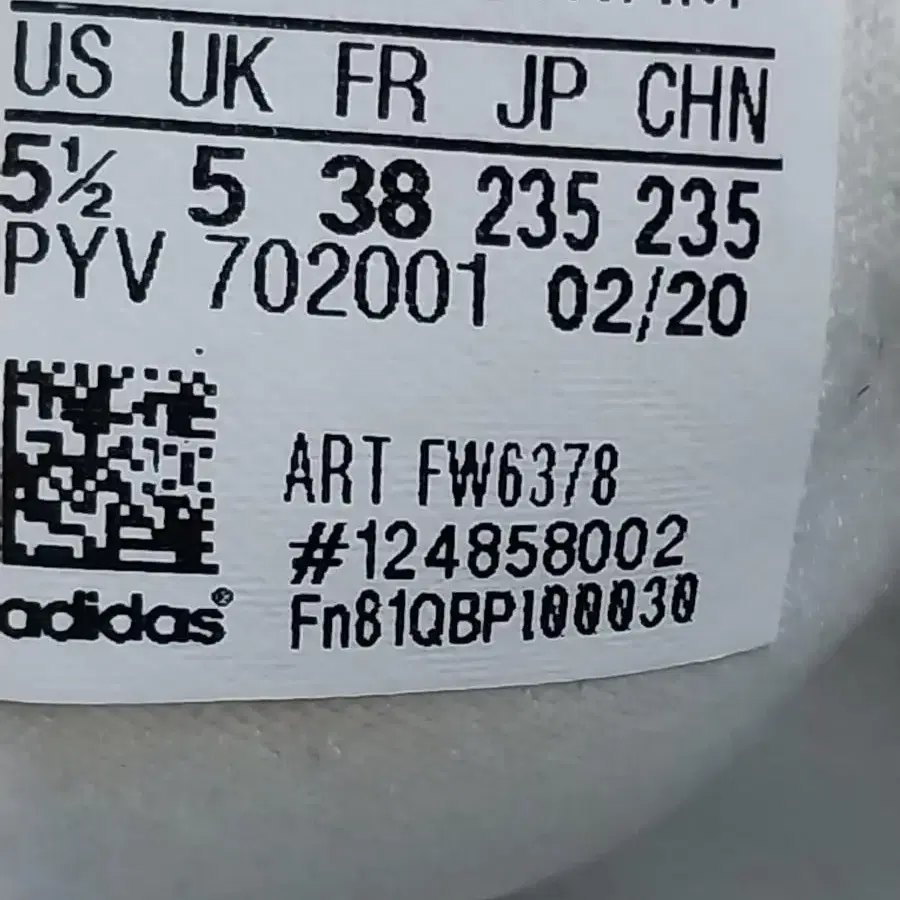 US UK FR JP CHN
5½ 5 38 235 235
PYV 702001 02/20
ART FW6378
#124858002
adidas®